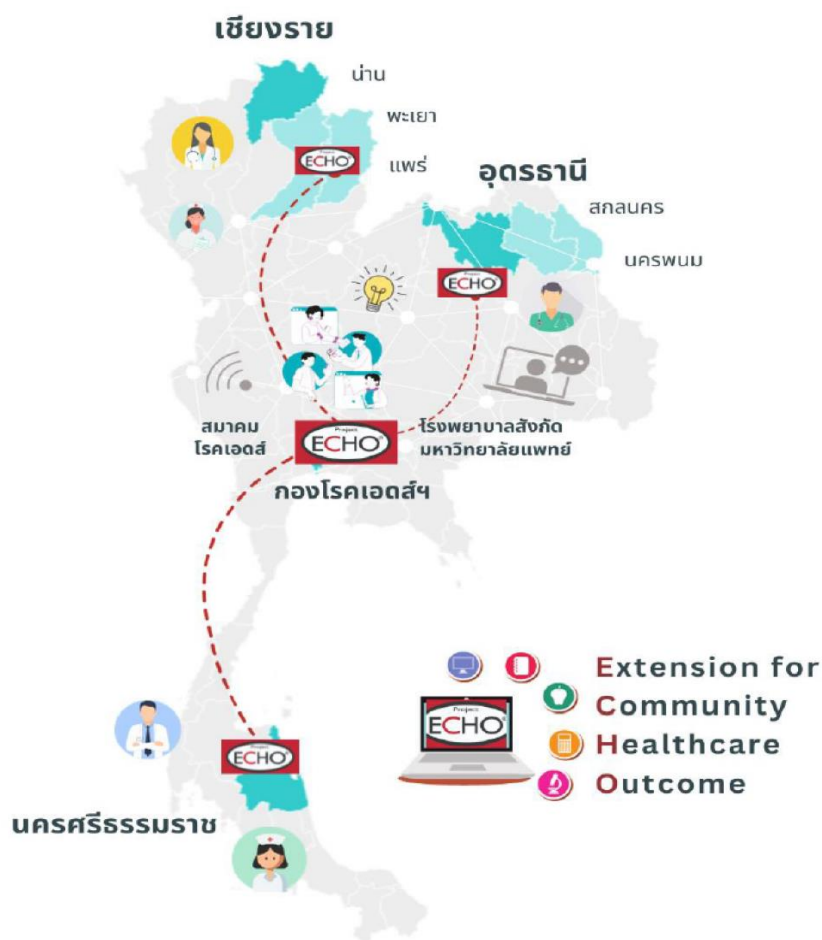 เชียงราย
น่าน
พะเยา
แพร่
Project
ECHO®
อุดรธานี
สกลนคร
นครพนม
Project
ECHO®
สมาคม
โรคเอดส์
Project
ECHO®
โรงพยาบาลสังกัด
มหาวิทยาลัยแพทย์
กองโรคเอดส์ฯ
Project
ECHO®
นครศรีธรรมราช
Project
ECHO®
Extension for
Community
Healthcare
Outcome